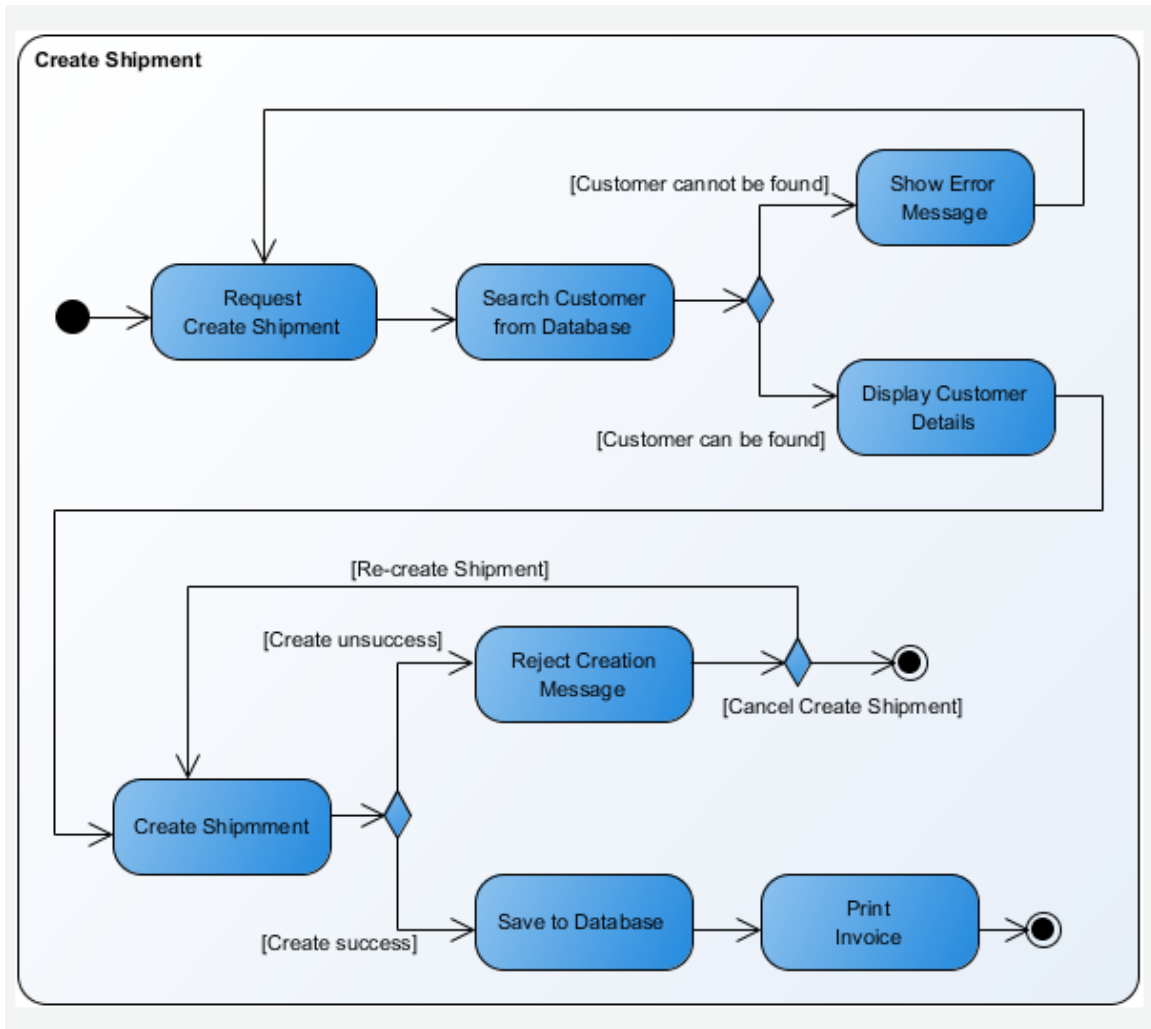 Create Shipment
[Customer cannot be found]
Show Error
Message
Request
Create Shipment
Search Customer
from Database
Display Customer
Details
[Customer can be found]
[Re-create Shipment]
[Create unsuccess]
Reject Creation
Message
[Cancel Create Shipment]
Create Shipmment
[Create success]
Save to Database
Print
Invoice